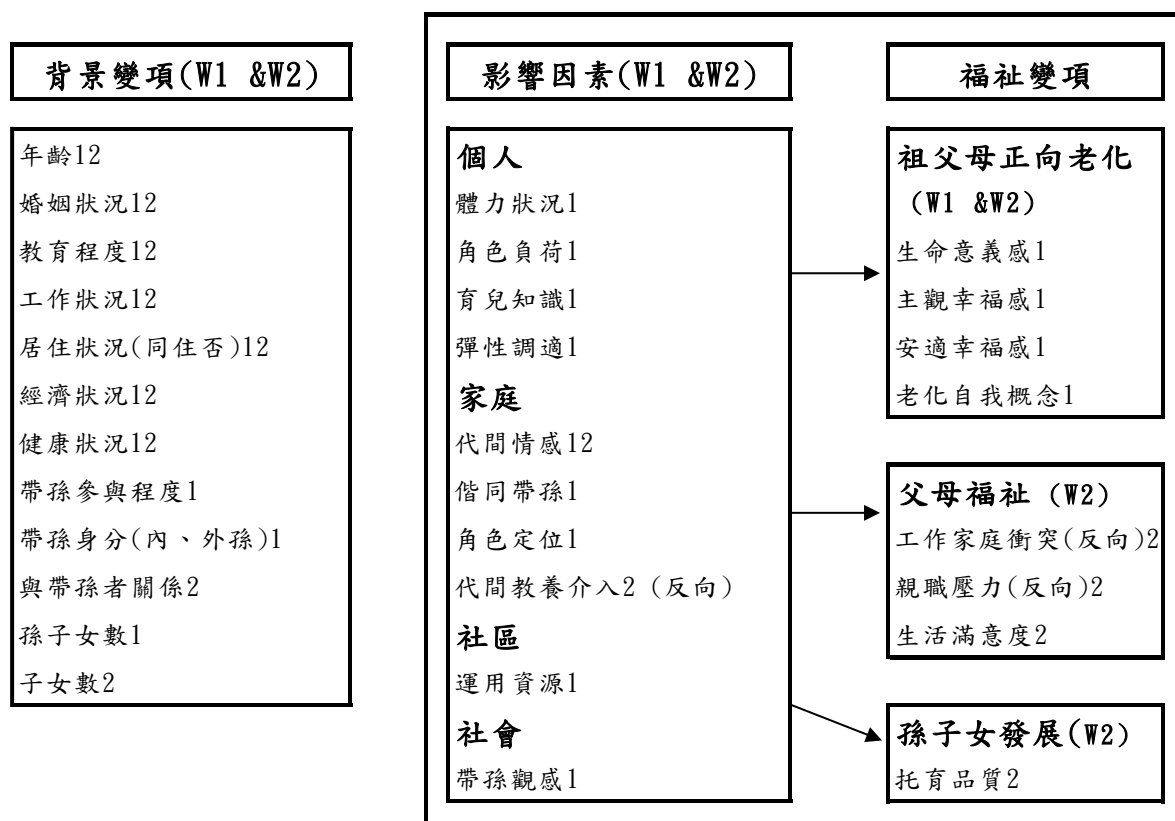 背景變項(W1 &W2)
年齡12
婚姻狀況12
教育程度12
工作狀況12
居住狀況(同住否)12
經濟狀況12
健康狀況12
帶孫參與程度1
帶孫身分(內、外孫)1
與帶孫者關係2
孫子女數1
子女數2
影響因素(W1 &W2)
個人
體力狀況1
角色負荷1
育兒知識1
彈性調適1
家庭
代間情感12
偕同帶孫1
角色定位1
代間教養介入2 (反向)
社區
運用資源1
社會
帶孫觀感1
福祉變項
祖父母正向老化
(W1 &W2)
生命意義感1
主觀幸福感1
安適幸福感1
老化自我概念1
父母福祉 (W2)
工作家庭衝突(反向)2
親職壓力(反向)2
生活滿意度2
孫子女發展(W2)
托育品質2